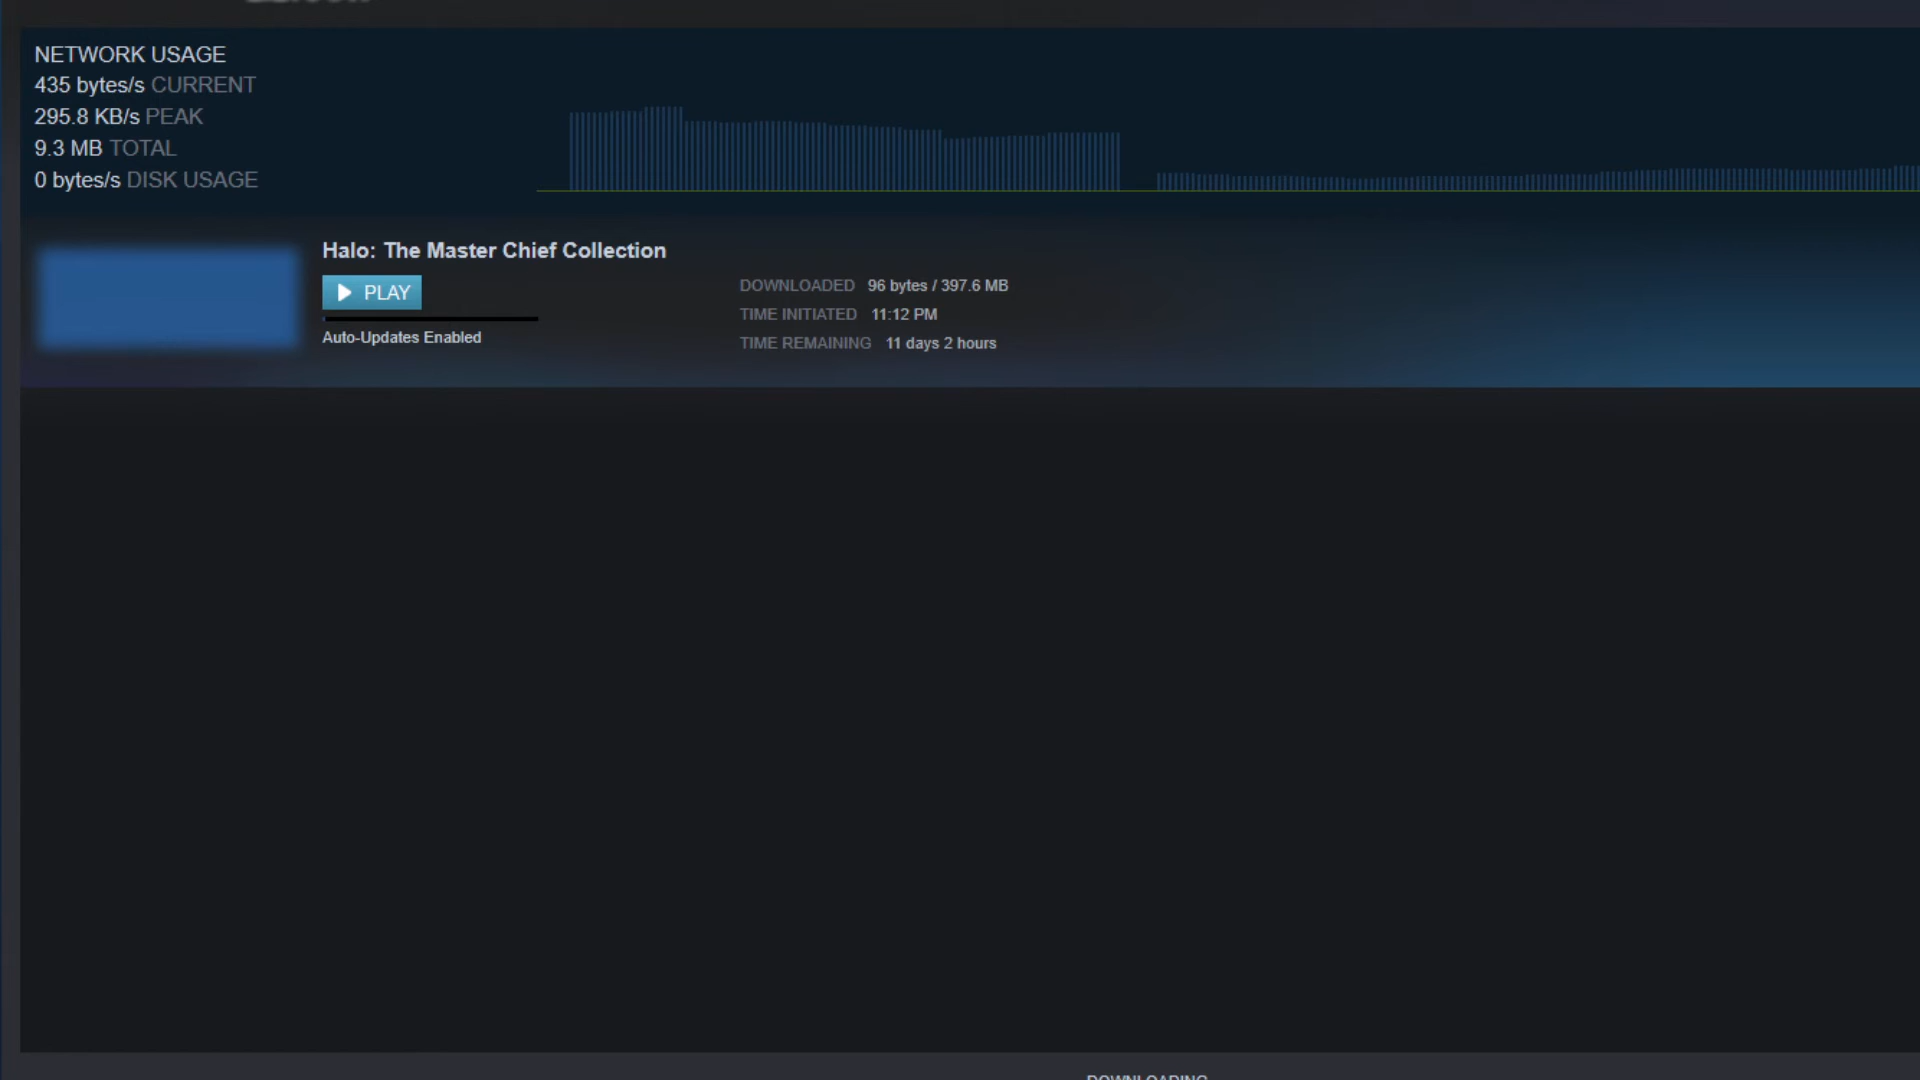 NETWORK USAGE
435 bytes/s CURRENT
295.8 KB/s PEAK
9.3 MB TOTAL
0 bytes/s DISK USAGE
Halo: The Master Chief Collection
PLAY
Auto-Updates Enabled
DOWNLOADED 96 bytes / 397.6 MB
TIME INITIATED 11:12 PM
TIME REMAINING 11 days 2 hours
DOWNLOADING